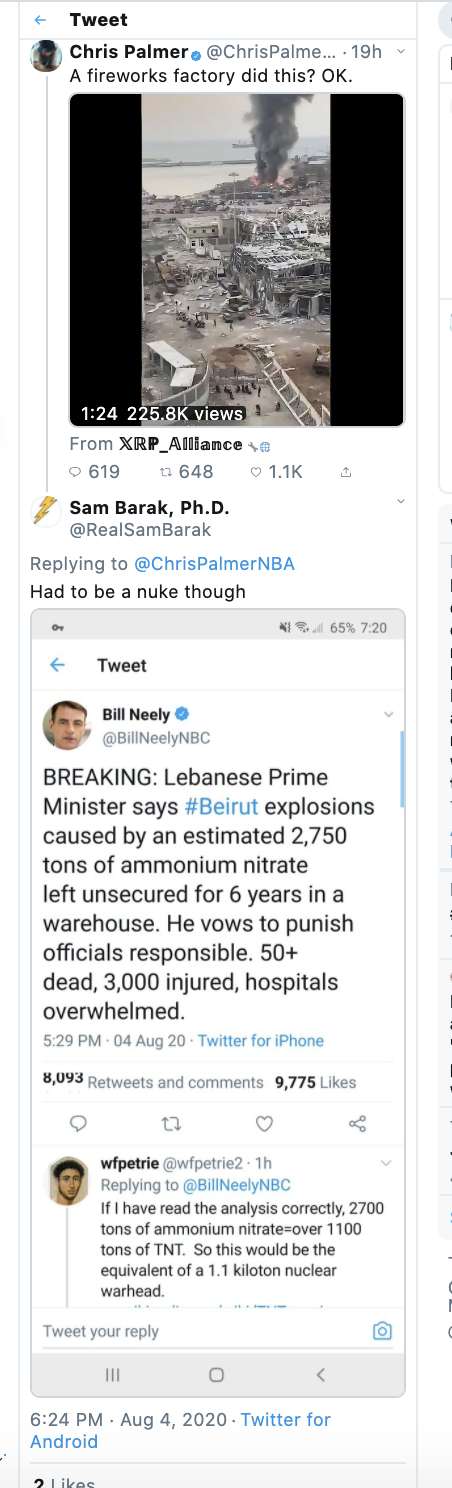 Tweet
Chris Palmer @ChrisPalme... · 19h
A fireworks factory did this? OK.
1:24 225.8K views
From 𝕏ℝℙ_𝔸𝕝𝕝𝕚𝕒𝕟𝕔𝕖
619 648 1.1K
Sam Barak, Ph.D.
@RealSamBarak
Replying to @ChrisPalmerNBA
Had to be a nuke though
65% 7:20
Tweet
Bill Neely
@BillNeelyNBC
BREAKING: Lebanese Prime
Minister says #Beirut explosions
caused by an estimated 2,750
tons of ammonium nitrate
left unsecured for 6 years in a
warehouse. He vows to punish
officials responsible. 50+
dead, 3,000 injured, hospitals
overwhelmed.
5:29 PM · 04 Aug 20 · Twitter for iPhone
8,093 Retweets and comments 9,775 Likes
wfpetrie @wfpetrie2 · 1h
Replying to @BillNeelyNBC
If I have read the analysis correctly, 2700
tons of ammonium nitrate=over 1100
tons of TNT. So this would be the
equivalent of a 1.1 kiloton nuclear
warhead.
Tweet your reply
6:24 PM · Aug 4, 2020 · Twitter for
Android
2 Likes